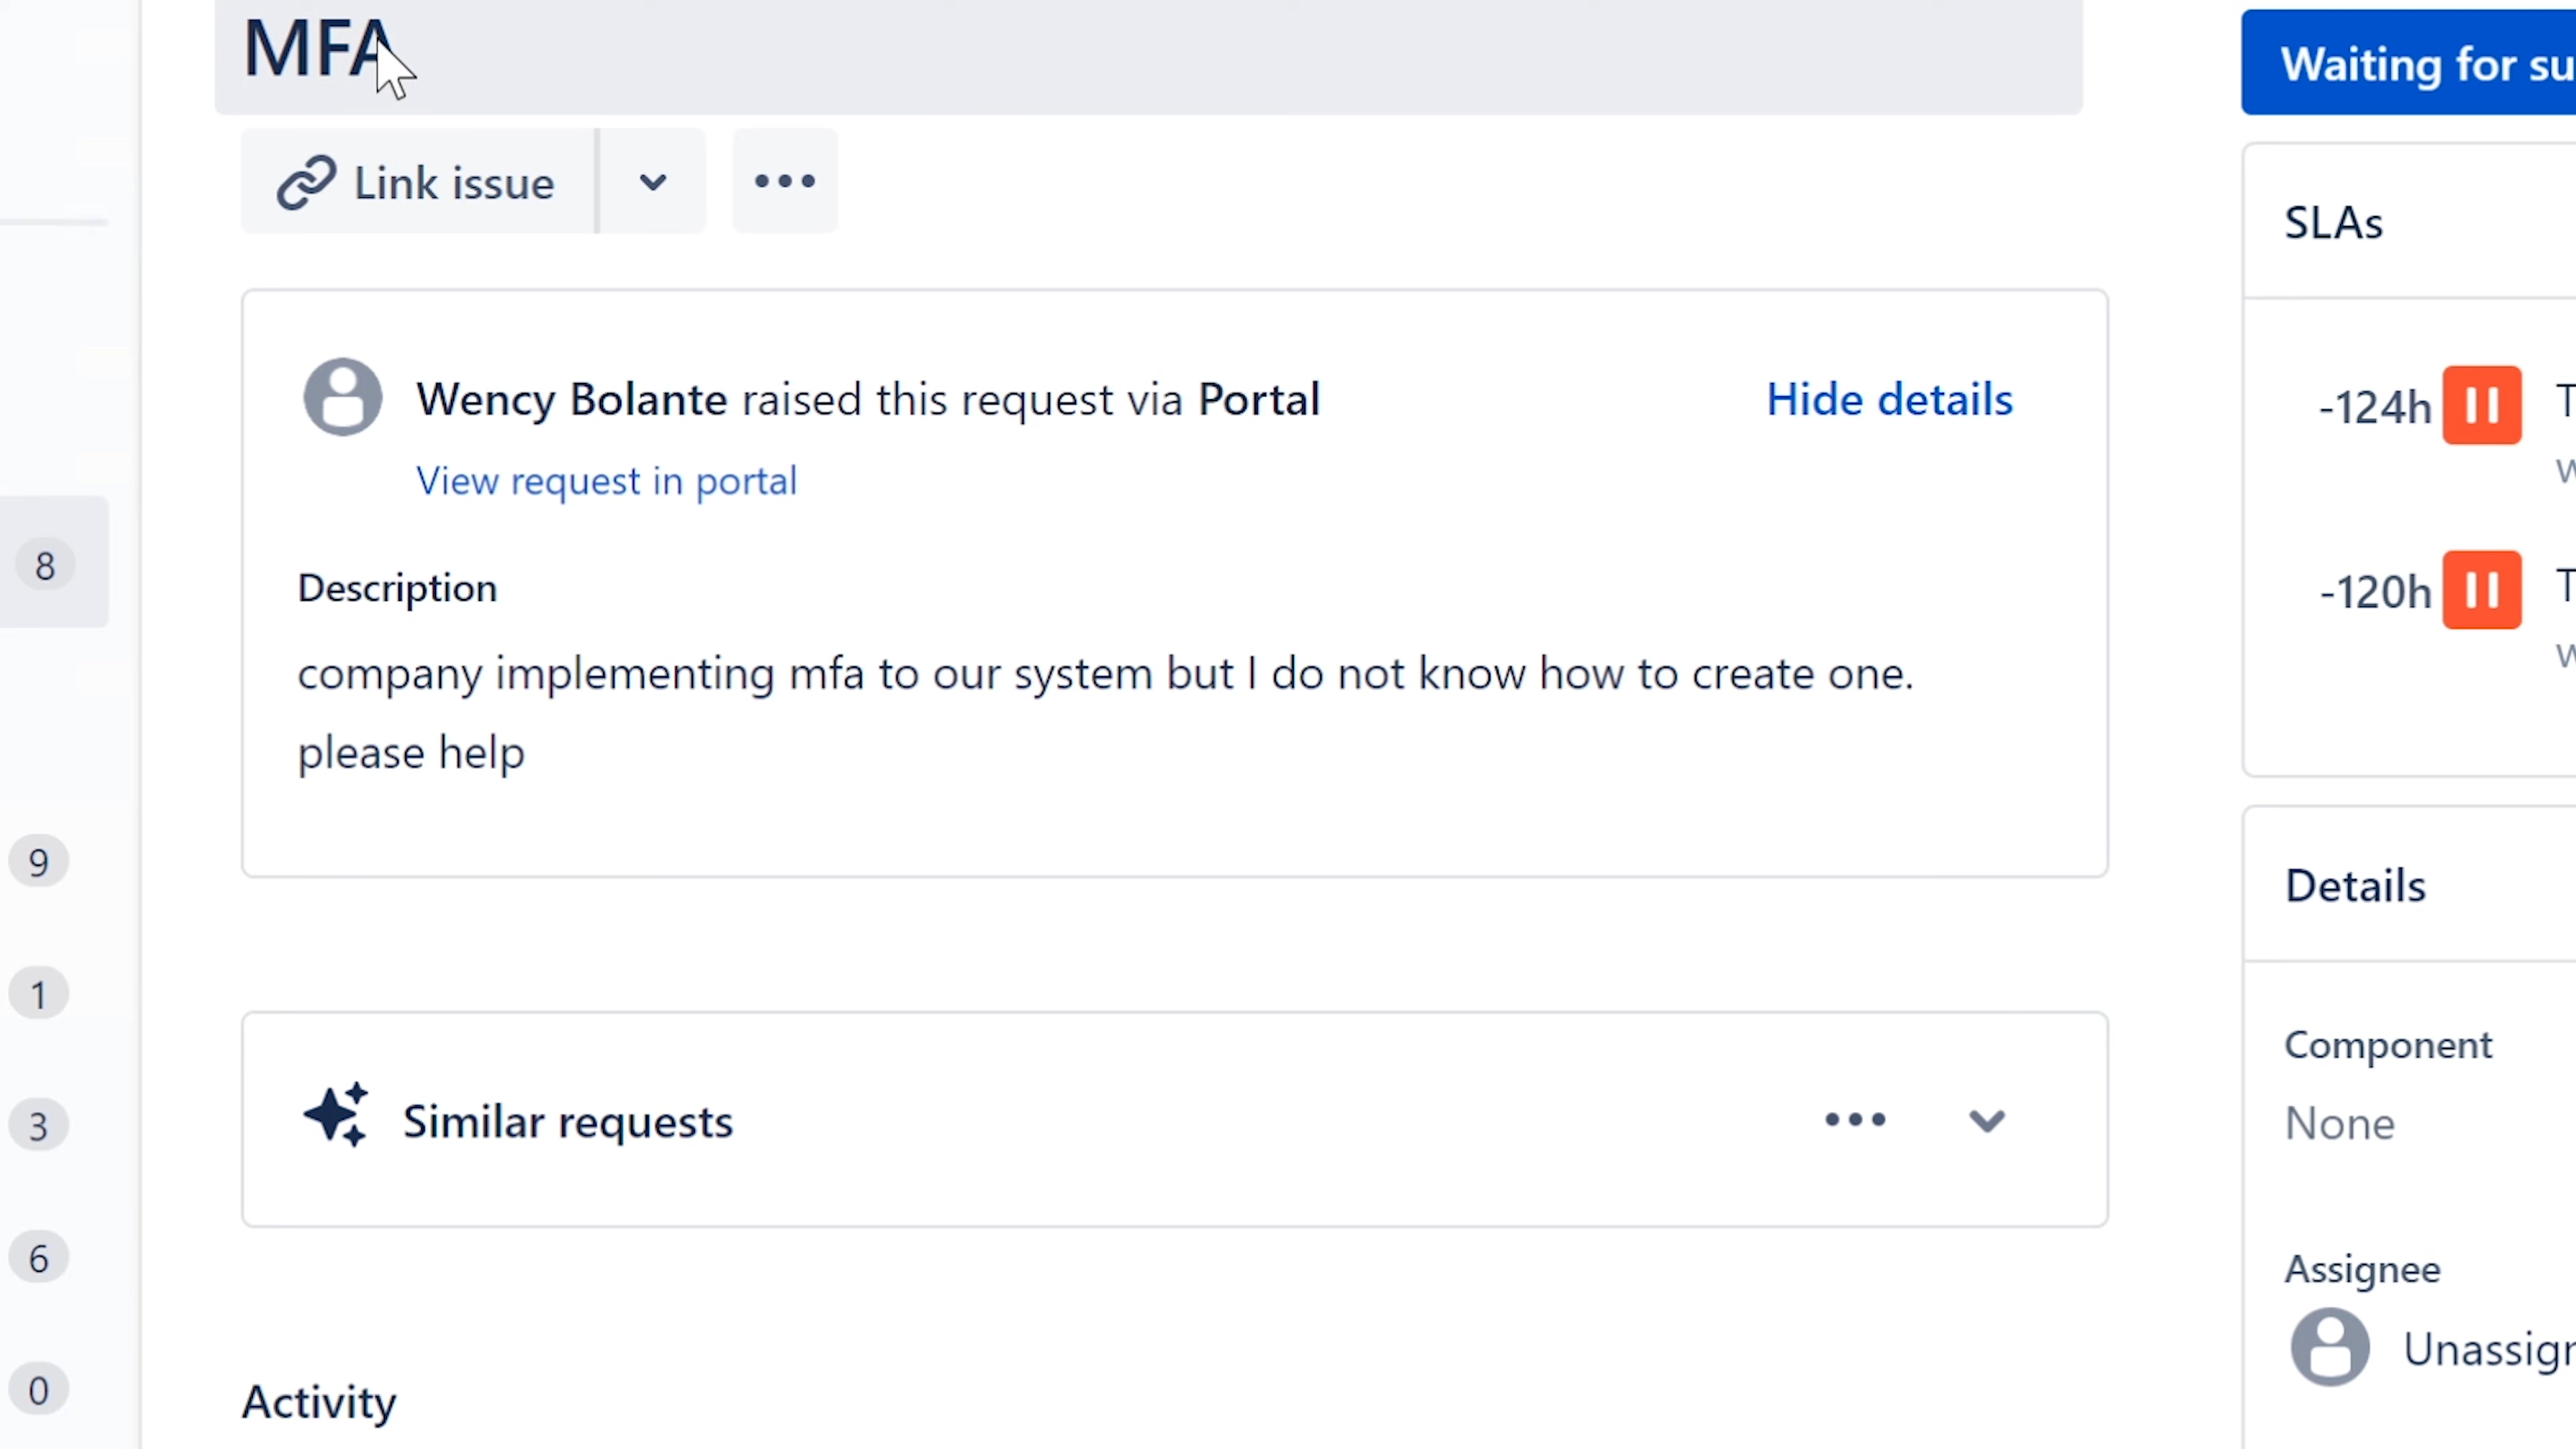 MFA
Link issue
Wency Bolante raised this request via Portal
Hide details
View request in portal
Description
company implementing mfa to our system but I do not know how to create one.
please help
Similar requests
Activity
8
9
1
3
6
0
Waiting for su
SLAs
-124h
-120h
Details
Component
None
Assignee
Unassign